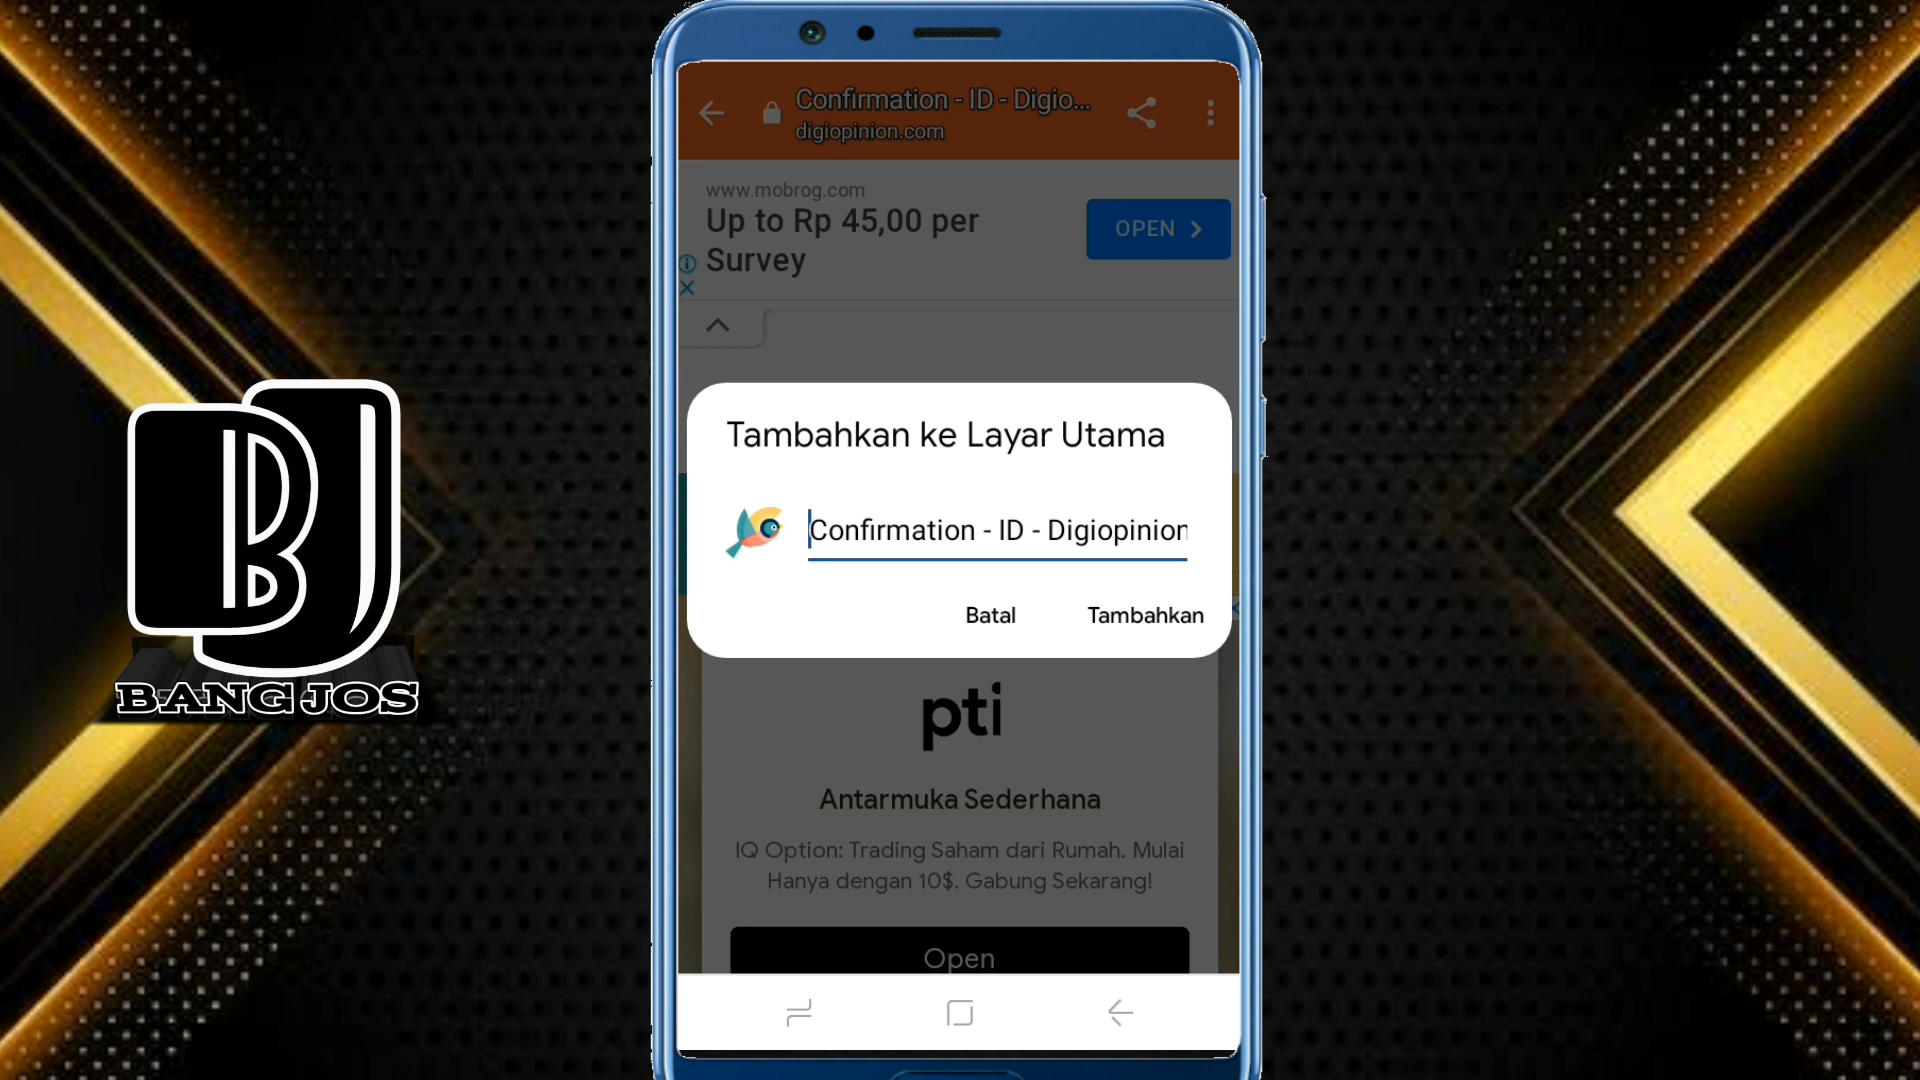 Confirmation - ID - Digio...
digiopinion.com
www.mobrog.com
Up to Rp 45,00 per
Survey
OPEN
Tambahkan ke Layar Utama
Confirmation - ID - Digiopinion
Batal
Tambahkan
pti
Antarmuka Sederhana
IQ Option: Trading Saham dari Rumah. Mulai
Hanya dengan 10$. Gabung Sekarang!
Open
BJ
BANG JOS